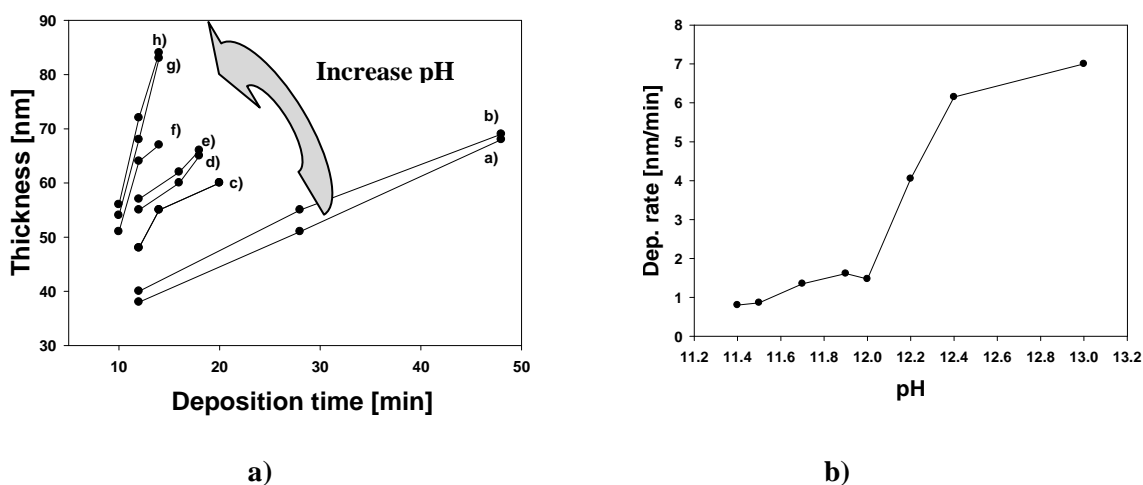 90
80
70
60
50
40
30
Thickness [nm]
h)
g)
f)
e)
d)
c)
b)
a)
Increase pH
10 20 30 40 50
Deposition time [min]
a)
8
7
6
5
4
3
2
1
0
Dep. rate [nm/min]
11.2 11.4 11.6 11.8 12.0 12.2 12.4 12.6 12.8 13.0 13.2
pH
b)